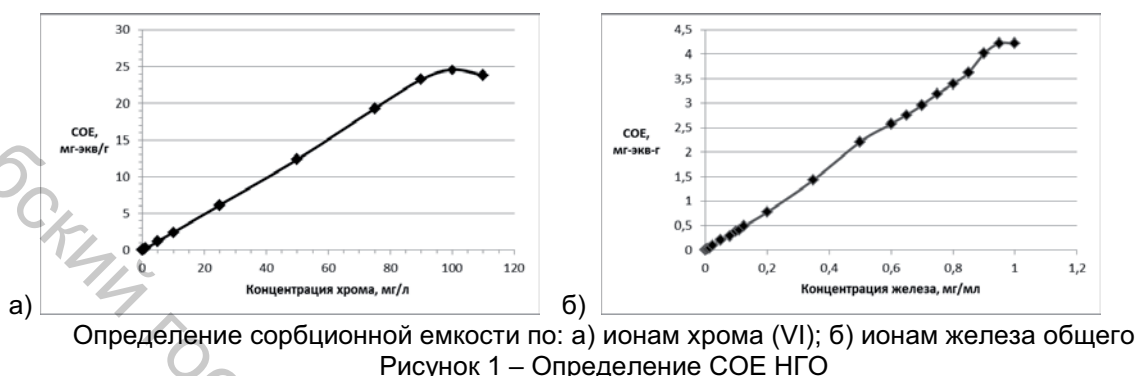 30
25
20
15
10
5
0
СОЕ,
мг-экв/г
0 20 40 60 80 100 120
Концентрация хрома, мг/л
а)
4,5
4
3,5
3
2,5
2
1,5
1
0,5
0
СОЕ,
мг-экв-г
0 0,2 0,4 0,6 0,8 1 1,2
Концентрация железа, мг/мл
б)
Определение сорбционной емкости по: а) ионам хрома (VI); б) ионам железа общего
Рисунок 1 – Определение СОЕ НГО